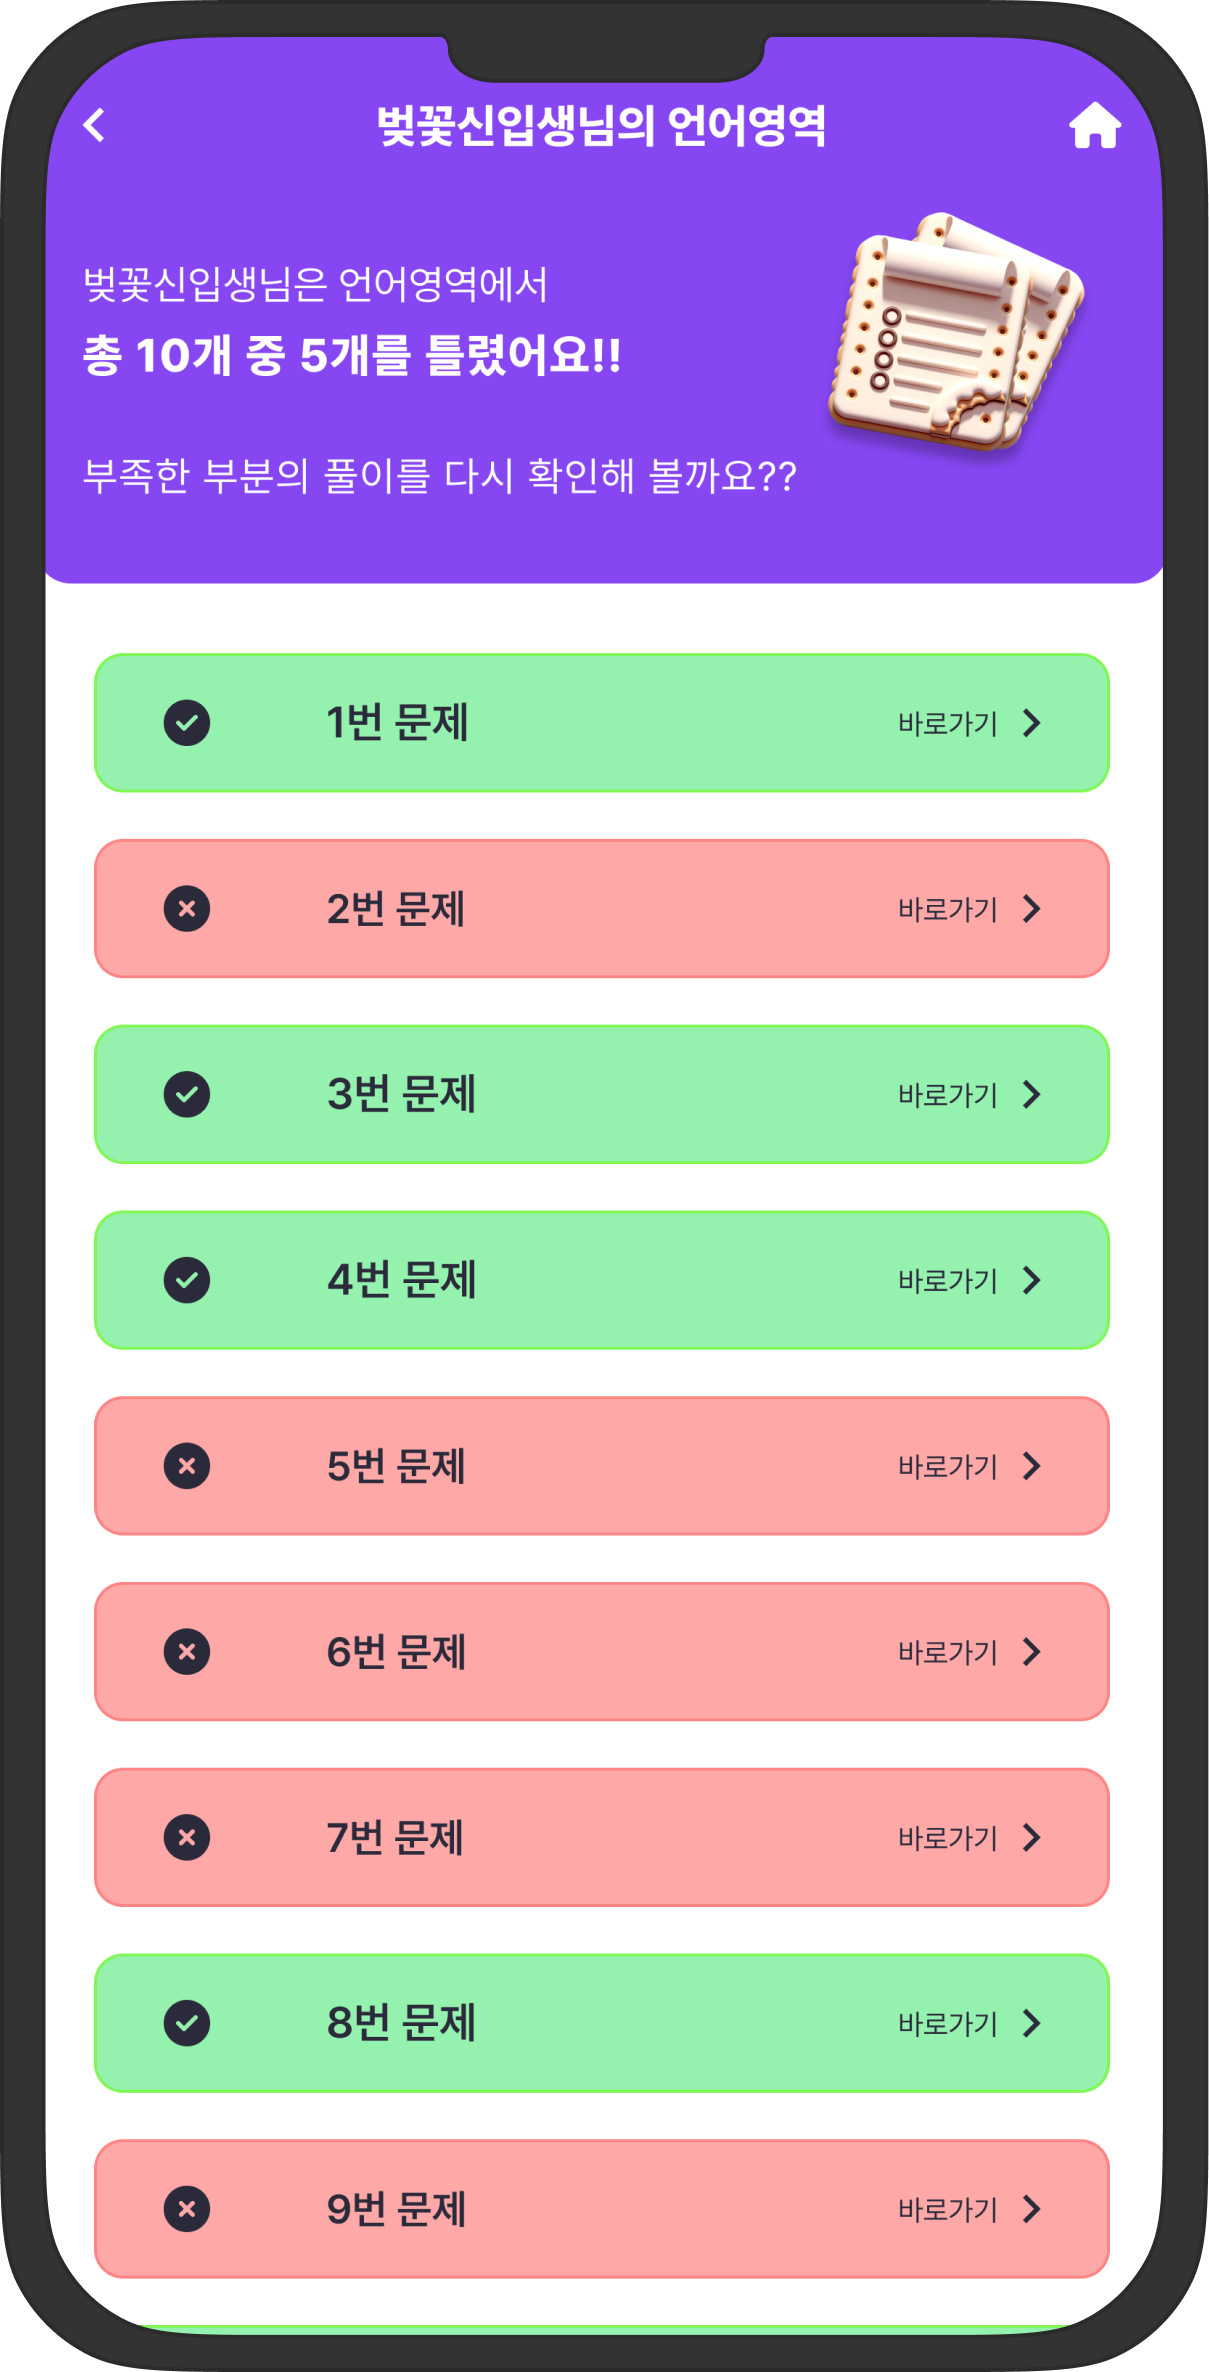 벚꽃신입생님의 언어영역
벚꽃신입생님은 언어영역에서
총 10개 중 5개를 틀렸어요!!
부족한 부분의 풀이를 다시 확인해 볼까요??
1번 문제 바로가기
2번 문제 바로가기
3번 문제 바로가기
4번 문제 바로가기
5번 문제 바로가기
6번 문제 바로가기
7번 문제 바로가기
8번 문제 바로가기
9번 문제 바로가기